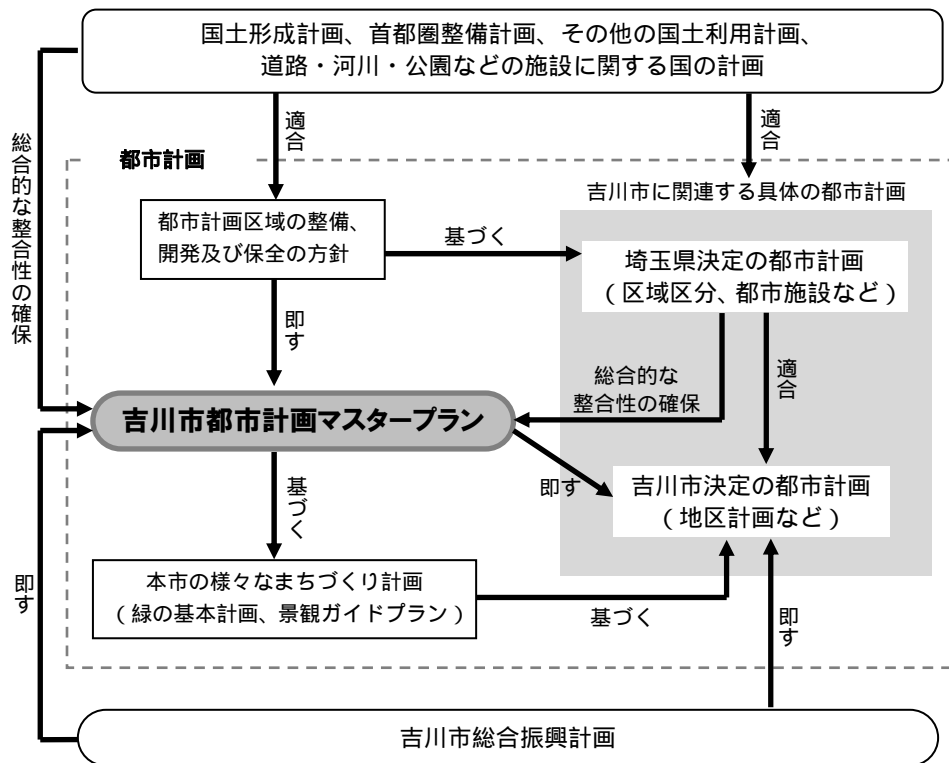 国土形成計画、首都圏整備計画、その他の国土利用計画、
道路・河川・公園などの施設に関する国の計画
適合
適合
総合的な整合性の確保
都市計画
吉川市に関連する具体の都市計画
都市計画区域の整備、
開発及び保全の方針
基づく
埼玉県決定の都市計画
(区域区分、都市施設など)
即す
総合的な
整合性の確保
適合
吉川市都市計画マスタープラン
即す
吉川市決定の都市計画
(地区計画など)
基づく
本市の様々なまちづくり計画
(緑の基本計画、景観ガイドプラン)
基づく
即す
即す
吉川市総合振興計画